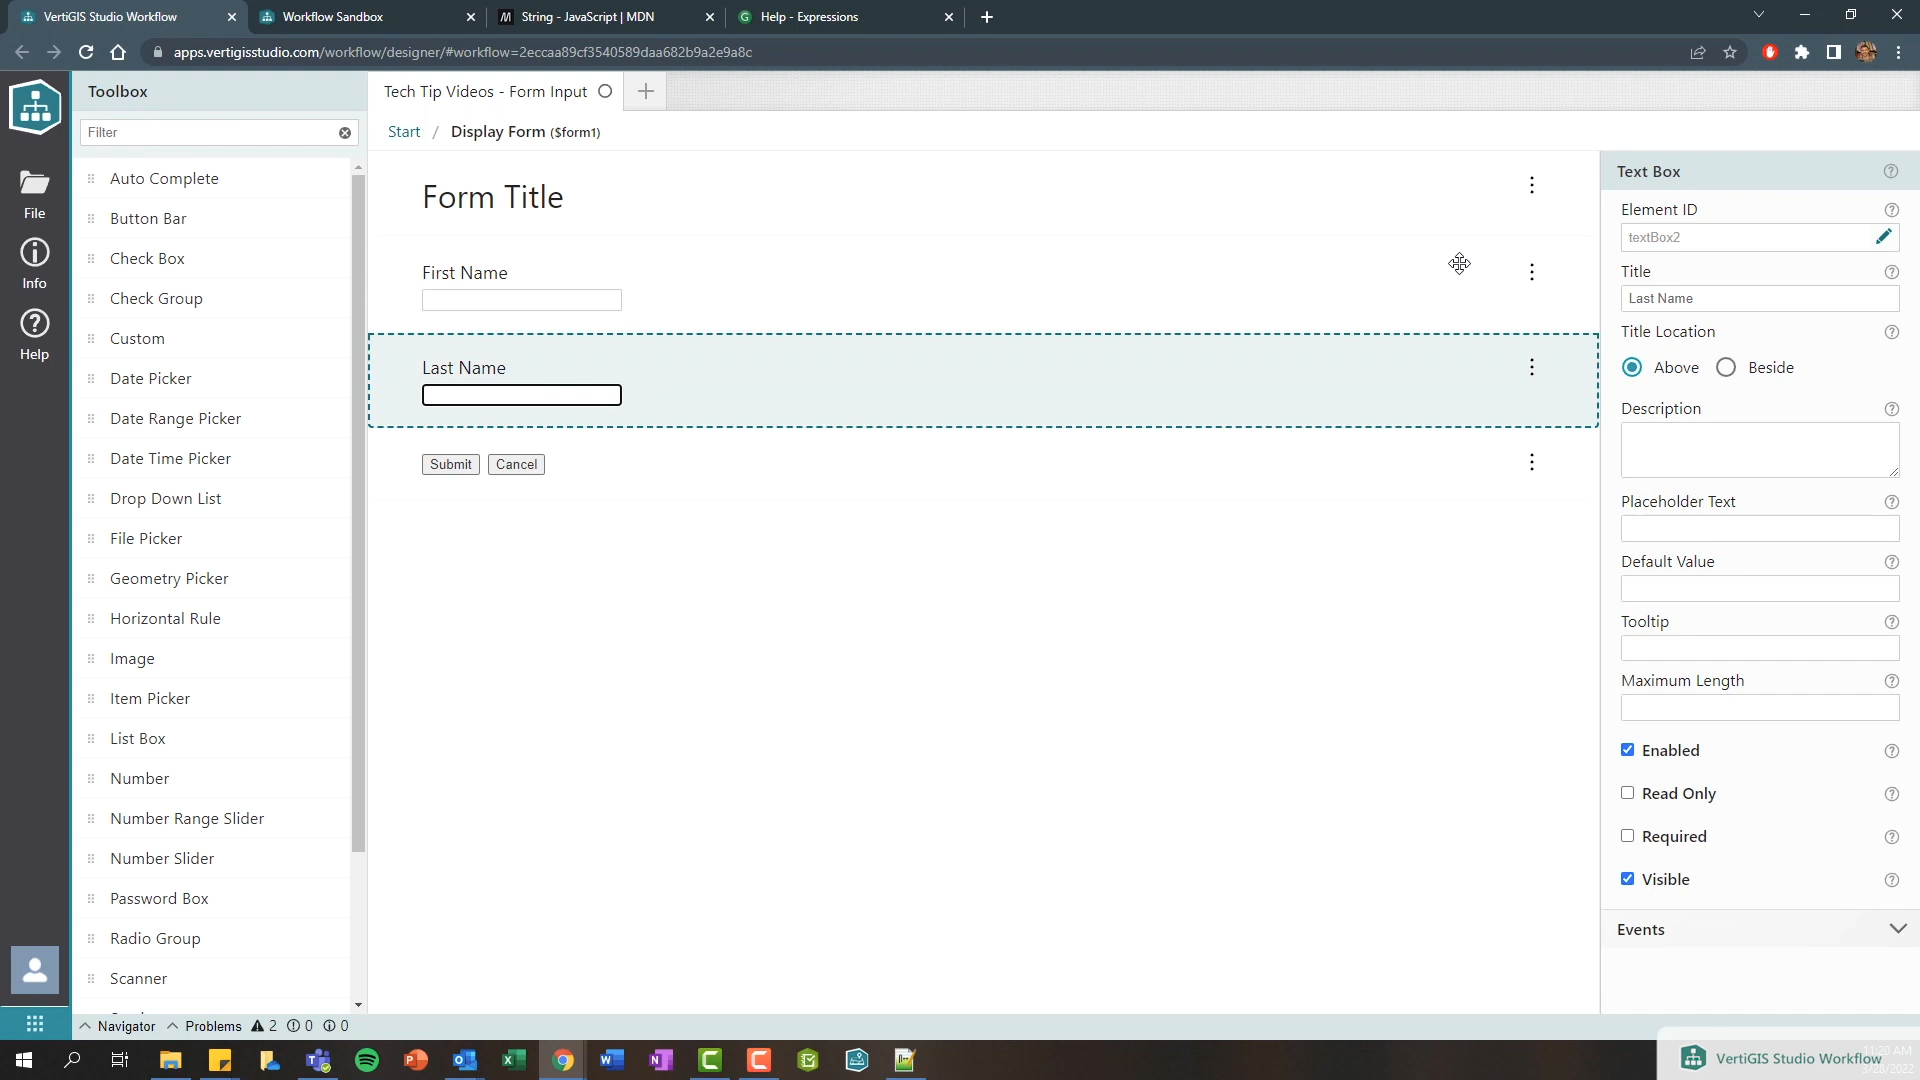 VertiGIS Studio Workflow
Workflow Sandbox
String - JavaScript | MDN
Help - Expressions
apps.vertigisstudio.com/workflow/designer/#workflow=2eccaa89cf3540589daa682b9a2e9a8c
Toolbox
Tech Tip Videos - Form Input
Filter
Start / Display Form ($form1)
File
Info
Help
Auto Complete
Button Bar
Check Box
Check Group
Custom
Date Picker
Date Range Picker
Date Time Picker
Drop Down List
File Picker
Geometry Picker
Horizontal Rule
Image
Item Picker
List Box
Number
Number Range Slider
Number Slider
Password Box
Radio Group
Scanner
Form Title
First Name
Last Name
Submit Cancel
Text Box
Element ID
textBox2
Title
Last Name
Title Location
Above Beside
Description
Placeholder Text
Default Value
Tooltip
Maximum Length
Enabled
Read Only
Required
Visible
Events
Navigator Problems 2 0 0
VertiGIS Studio Workflow
11:20 AM
3/28/2022